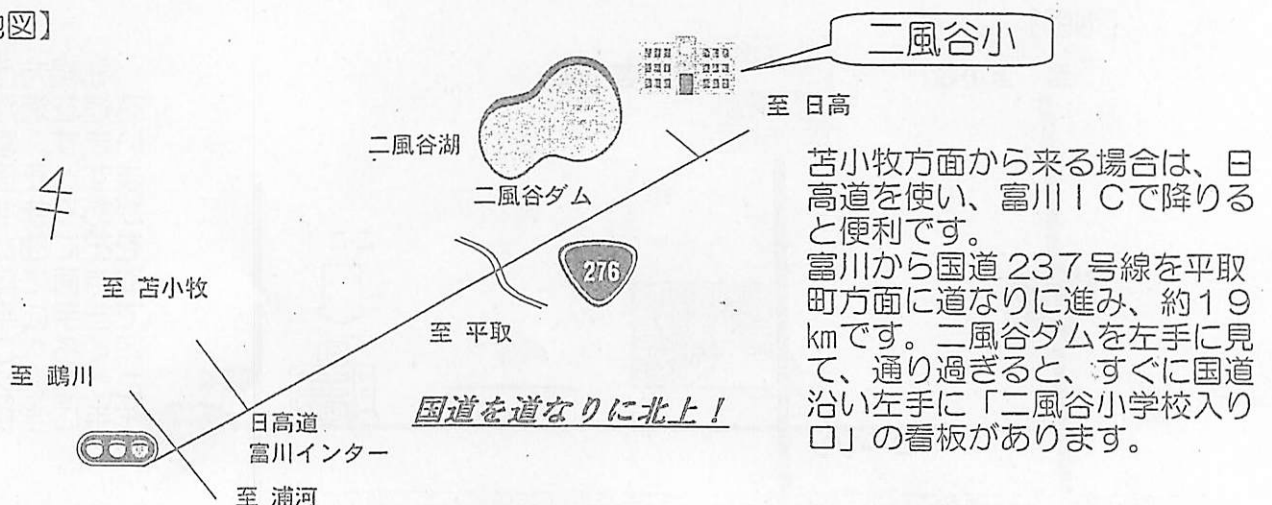 地図】
二風谷小
至 日高
二風谷湖
二風谷ダム
276
至 苫小牧
至 平取
至 鵡川
国道を道なりに北上！
日高道
富川インター
至 浦河
苫小牧方面から来る場合は、日
高道を使い、富川ＩＣで降りる
と便利です。
富川から国道237号線を平取
町方面に道なりに進み、約19
㎞です。二風谷ダムを左手に見
て、通り過ぎると、すぐに国道
沿い左手に「二風谷小学校入り
口」の看板があります。